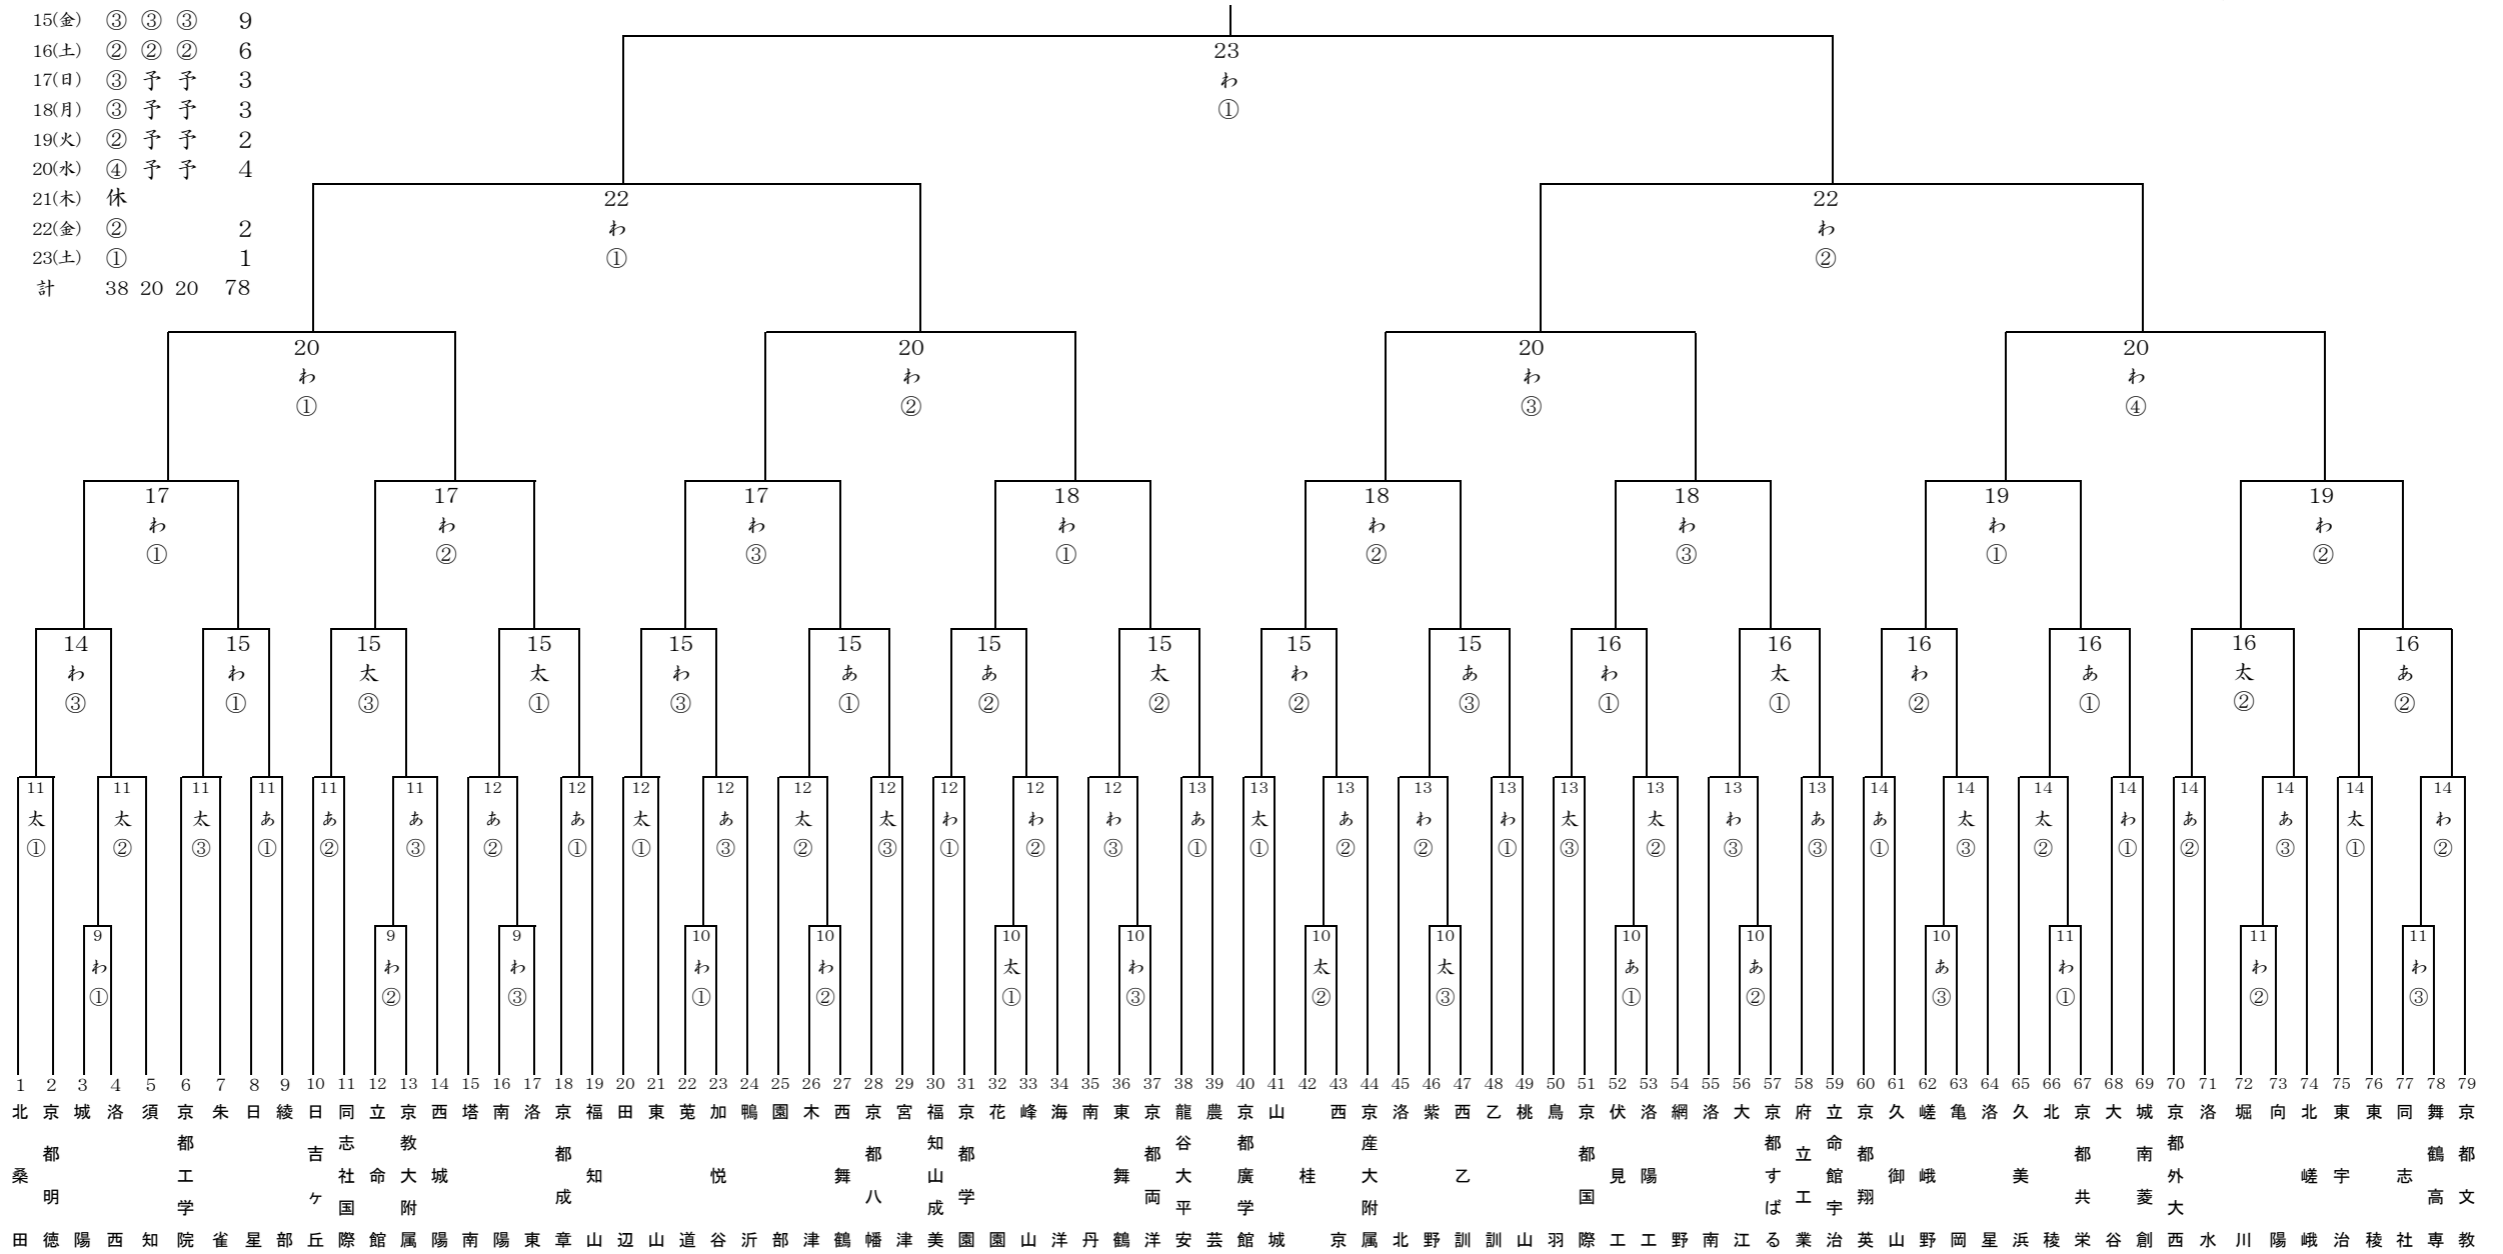 15(金) ③ ③ ③ 9
16(土) ② ② ② 6
17(日) ③ 予 予 3
18(月) ③ 予 予 3
19(火) ② 予 予 2
20(水) ④ 予 予 4
21(木) 休
22(金) ② 2
23(土) ① 1
計 38 20 20 78
23
わ
①
22 22
わ わ
① ②
20 20 20 20
わ わ わ わ
① ② ③ ④
17 17 17 18 18 18 19 19
わ わ わ わ わ わ わ わ
① ② ③ ① ② ③ ① ②
14 15 15 15 15 15 15 15 15 15 16 16 16 16 16 16
わ わ 太 太 わ あ あ 太 わ あ わ 太 わ あ 太 あ
③ ① ③ ① ③ ① ② ② ② ③ ① ① ② ① ② ②
11 11 11 11 11 11 12 12 12 12 12 12 12 12 12 13 13 13 13 13 13 13 13 13 14 14 14 14 14 14 14 14
太 太 太 あ あ あ あ あ 太 あ 太 太 わ わ わ あ 太 あ わ わ 太 太 わ あ あ 太 太 わ あ あ 太 わ
① ② ③ ① ② ③ ② ① ① ③ ② ③ ① ② ③ ① ① ② ② ① ③ ② ③ ③ ① ③ ② ① ② ③ ① ②
9 9 9 10 10 10 10 10 10 10 10 10 11 11 11
わ わ わ わ わ 太 わ 太 太 あ あ あ わ わ わ
① ② ③ ① ② ① ③ ② ③ ① ② ③ ① ② ③
1 北桑田
2 京都明徳
3 城陽
4 洛西
5 須知
6 京都工学院
7 朱雀
8 日星
9 綾部
10 日吉ヶ丘
11 同志社国際
12 立命館
13 京教大附属
14 西城陽
15 塔南
16 南陽
17 洛東
18 京都成章
19 福知山
20 田辺
21 東山
22 莵道
23 加悦谷
24 鴨沂
25 園部
26 木津
27 西舞鶴
28 京都八幡
29 宮津
30 福知山成美
31 京都学園
32 花園
33 峰山
34 海洋
35 南丹
36 東舞鶴
37 京都両洋
38 龍谷大平安
39 農芸
40 京都廣学館
41 山城
42 桂
43 西京
44 京産大附属
45 洛北
46 紫野
47 西乙訓
48 乙訓
49 桃山
50 鳥羽
51 京都国際
52 伏見工
53 洛陽工
54 網野
55 洛南
56 大江
57 京都すばる
58 府立工業
59 立命館宇治
60 京都翔英
61 久御山
62 嵯峨野
63 亀岡
64 洛星
65 久美浜
66 北稜
67 京都共栄
68 大谷
69 城南菱創
70 京都外大西
71 洛水
72 堀川
73 向陽
74 北嵯峨
75 東宇治
76 東稜
77 同志社
78 舞鶴高専
79 京都文教